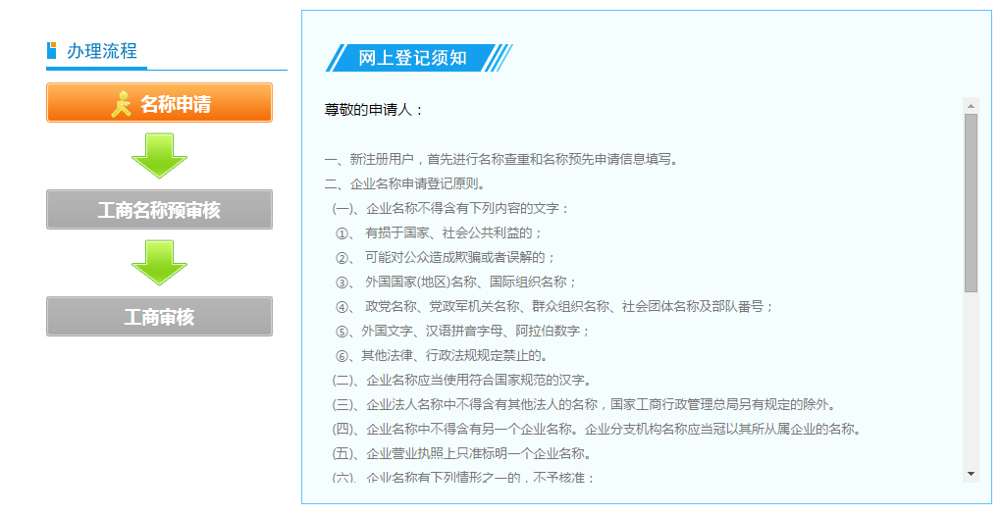 办理流程
名称申请
工商名称预审核
工商审核
网上登记须知
尊敬的申请人：
一、新注册用户，首先进行名称查重和名称预先申请信息填写。
二、企业名称申请登记原则。
(一)、企业名称不得含有下列内容的文字：
①、 有损于国家、社会公共利益的；
②、 可能对公众造成欺骗或者误解的；
③、 外国国家(地区)名称、国际组织名称；
④、 政党名称、党政军机关名称、群众组织名称、社会团体名称及部队番号；
⑤、外国文字、汉语拼音字母、阿拉伯数字；
⑥、其他法律、行政法规规定禁止的。
(二)、企业名称应当使用符合国家规范的汉字。
(三)、企业法人名称中不得含有其他法人的名称，国家工商行政管理总局另有规定的除外。
(四)、企业名称中不得含有另一个企业名称。企业分支机构名称应当冠以其所从属企业的名称。
(五)、企业营业执照上只准标明一个企业名称。
(六)、企业名称有下列情形之一的，不予核准：